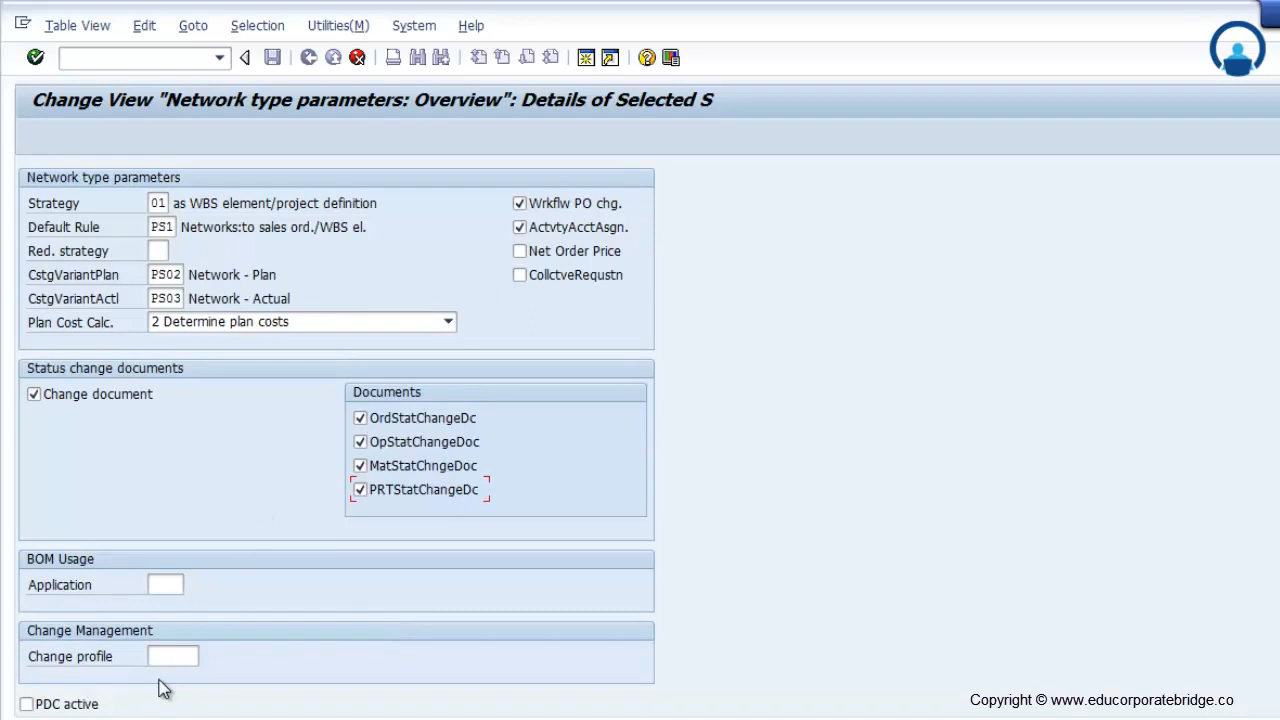 Table View Edit Goto Selection Utilities(M) System Help
Change View "Network type parameters: Overview": Details of Selected S
Network type parameters
Strategy 01 as WBS element/project definition Wrkflw PO chg.
Default Rule PS1 Networks:to sales ord./WBS el. ActvtyAcctAsgn.
Red. strategy Net Order Price
CstgVariantPlan PS02 Network - Plan CollctveRequstn
CstgVariantActl PS03 Network - Actual
Plan Cost Calc. 2 Determine plan costs
Status change documents
Change document Documents
OrdStatChangeDc
OpStatChangeDoc
MatStatChngeDoc
PRTStatChangeDc
BOM Usage
Application
Change Management
Change profile
PDC active
Copyright © www.educorporatebridge.co